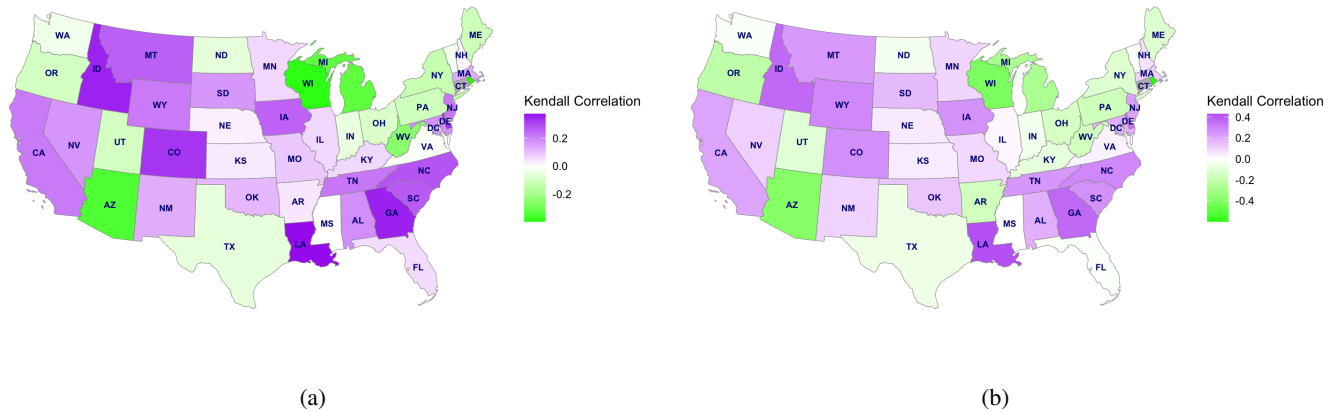 WA
MT
ND
MN
ME
OR
ID
SD
WI
MI
NH
NY
MA
CT
WY
IA
PA
NJ
NE
IL
IN
OH
DE
DC
NV
UT
CO
WV
VA
CA
KS
MO
KY
AZ
NM
OK
TN
NC
AR
SC
TX
MS
AL
GA
LA
FL
Kendall Correlation
0.2
0.0
-0.2
(a)
WA
MT
ND
MN
ME
OR
ID
SD
WI
MI
NH
NY
MA
CT
WY
IA
PA
NJ
NE
IL
IN
OH
DE
DC
NV
UT
CO
WV
VA
CA
KS
MO
KY
AZ
NM
OK
TN
NC
AR
SC
TX
MS
AL
GA
LA
FL
Kendall Correlation
0.4
0.2
0.0
-0.2
-0.4
(b)